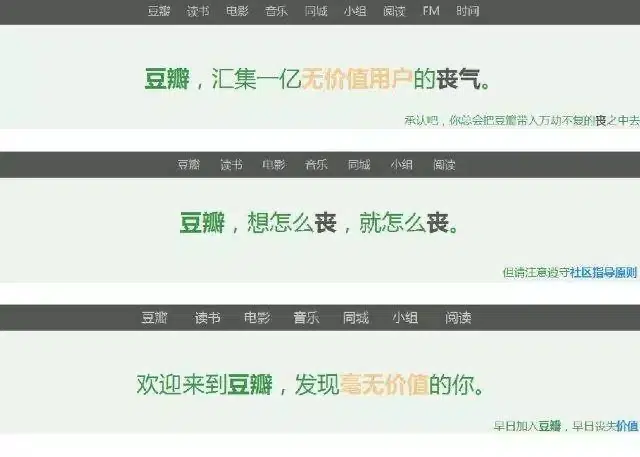 豆瓣 读书 电影 音乐 同城 小组 阅读 FM 时间
豆瓣，汇集一亿无价值用户的丧气。
承认吧，你总会把豆瓣带入万劫不复的丧之中去
豆瓣 读书 电影 音乐 同城 小组 阅读
豆瓣，想怎么丧，就怎么丧。
但请注意遵守社区指导原则
豆瓣 读书 电影 音乐 同城 小组 阅读
欢迎来到豆瓣，发现毫无价值的你。
早日加入豆瓣，早日丧失价值